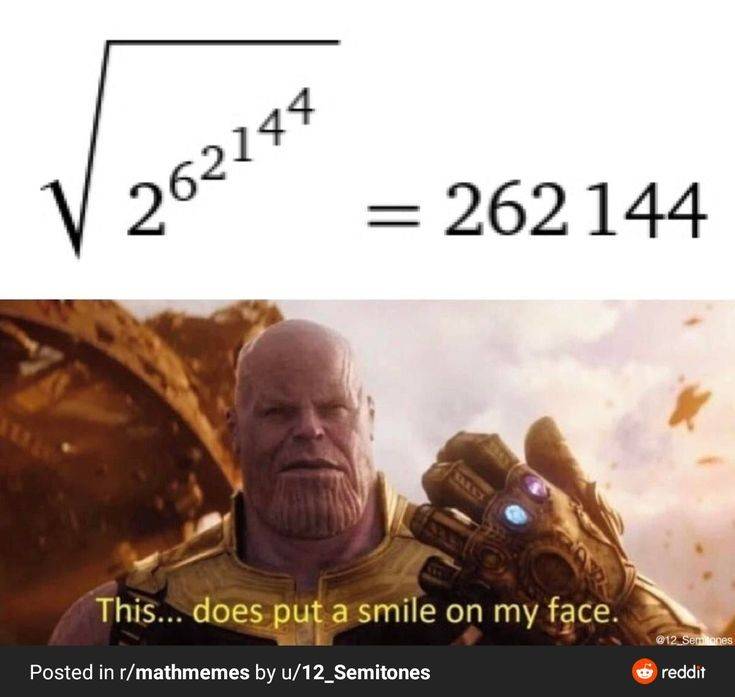 √2^6^2^1^4^4 = 262 144
This... does put a smile on my face.
@12_Semitones
Posted in r/mathmemes by u/12_Semitones
reddit